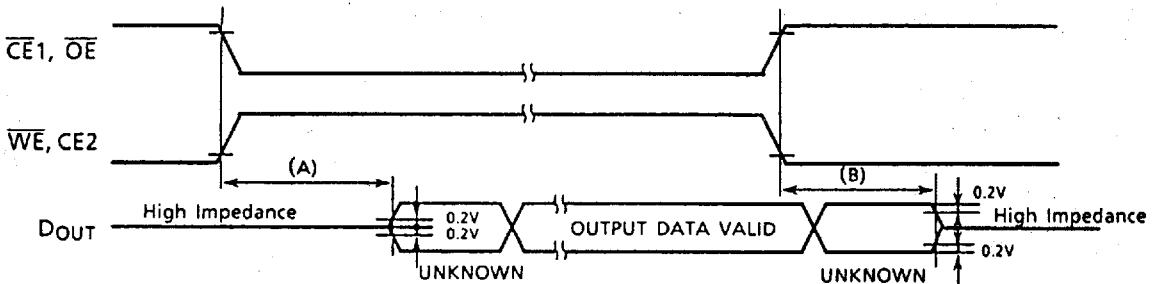 CE1, OE
WE, CE2
(A)
(B)
DOUT
High Impedance
0.2V
0.2V
UNKNOWN
OUTPUT DATA VALID
UNKNOWN
0.2V
0.2V
High Impedance